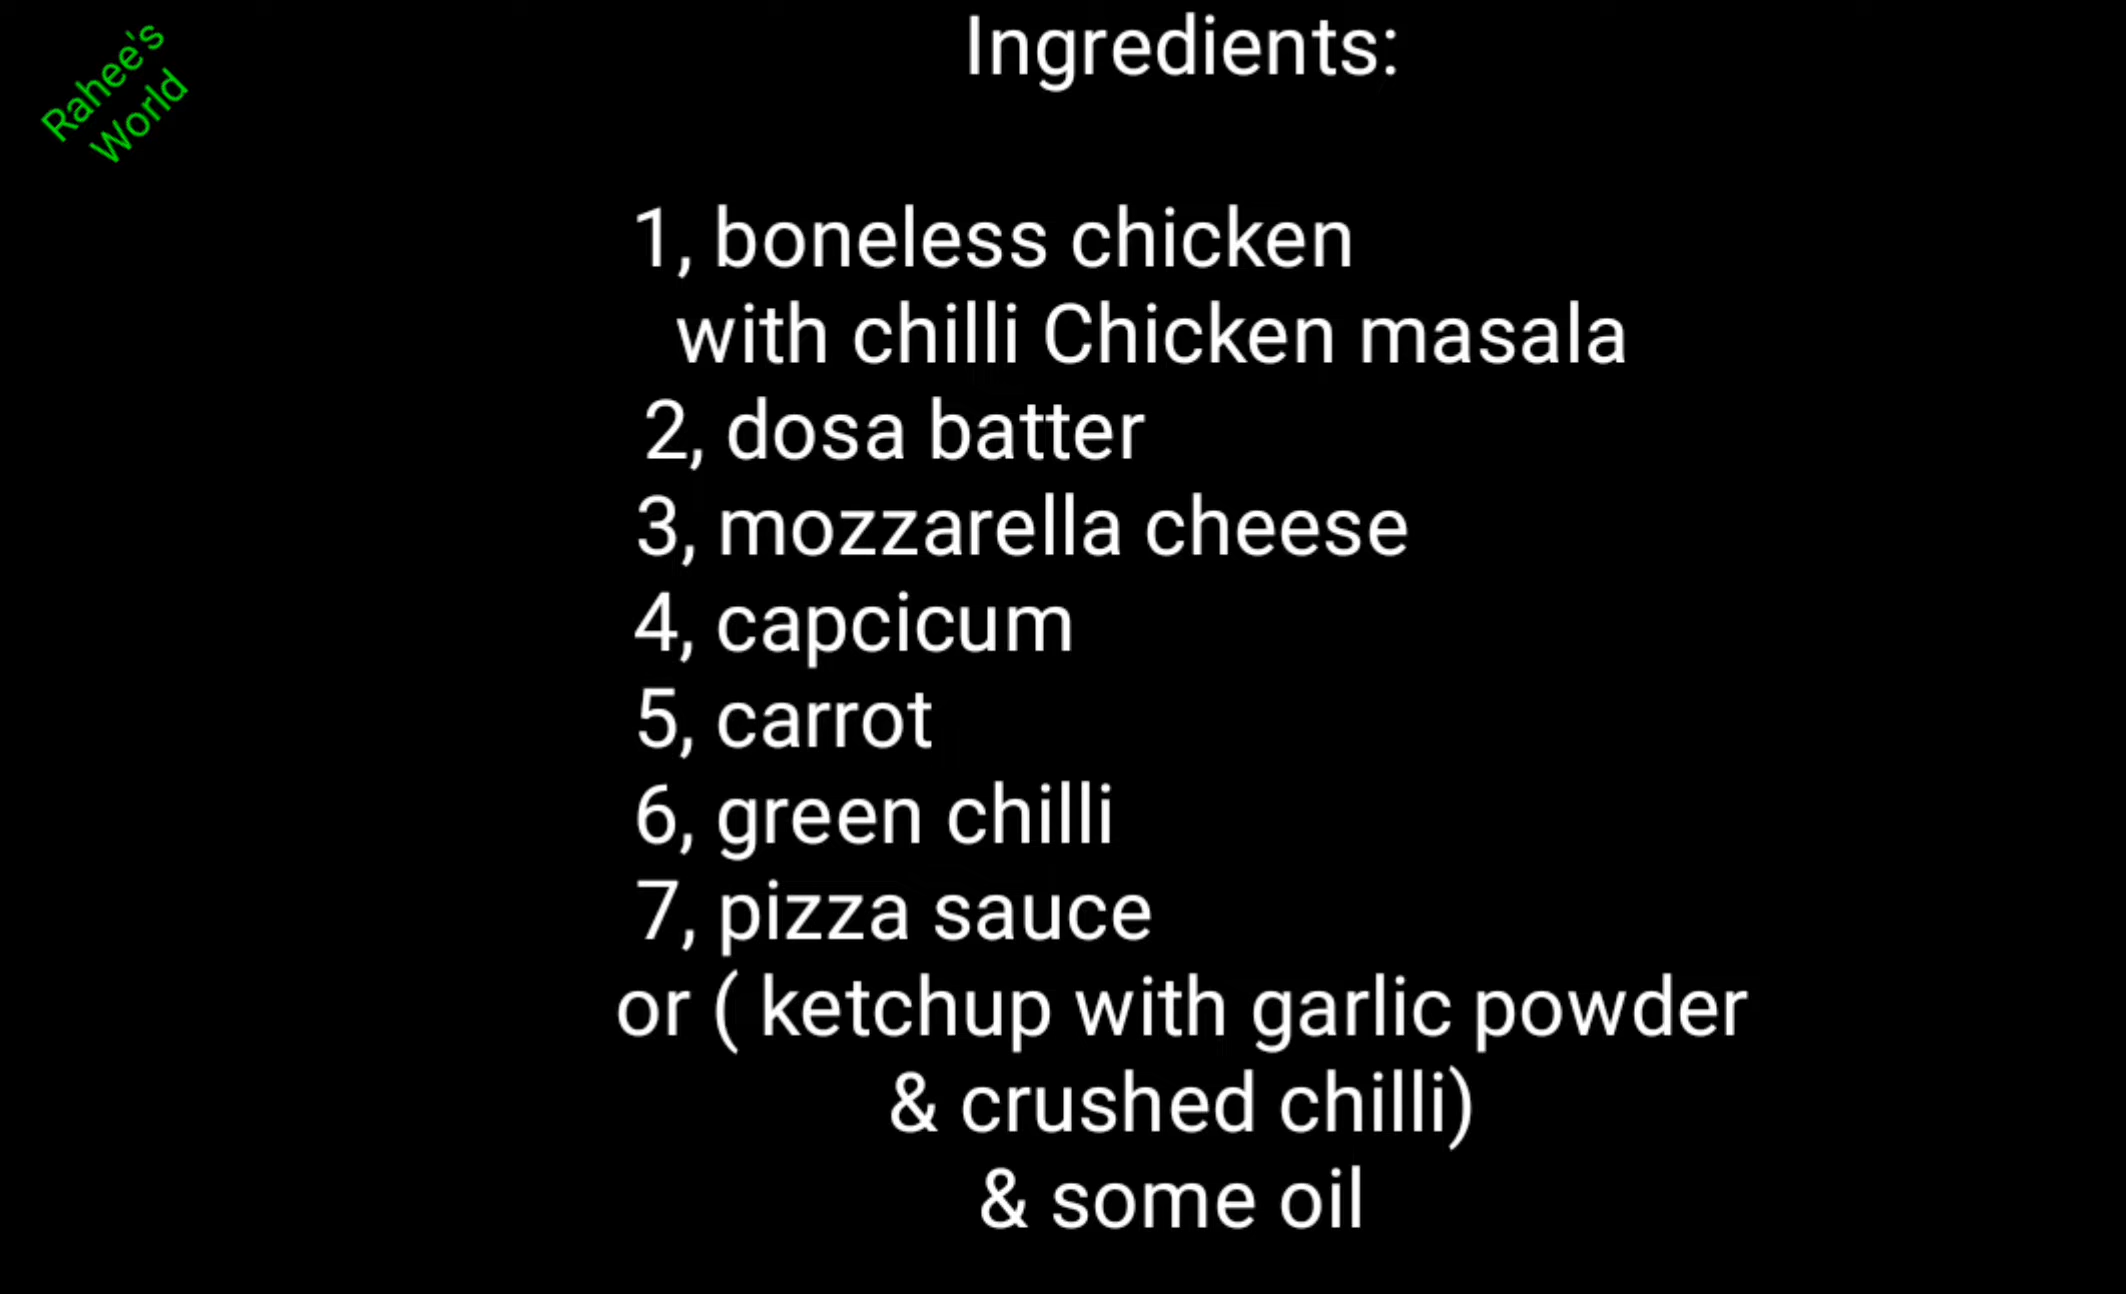 Rahee's
World
Ingredients:
1, boneless chicken
with chilli Chicken masala
2, dosa batter
3, mozzarella cheese
4, capcicum
5, carrot
6, green chilli
7, pizza sauce
or ( ketchup with garlic powder
& crushed chilli)
& some oil